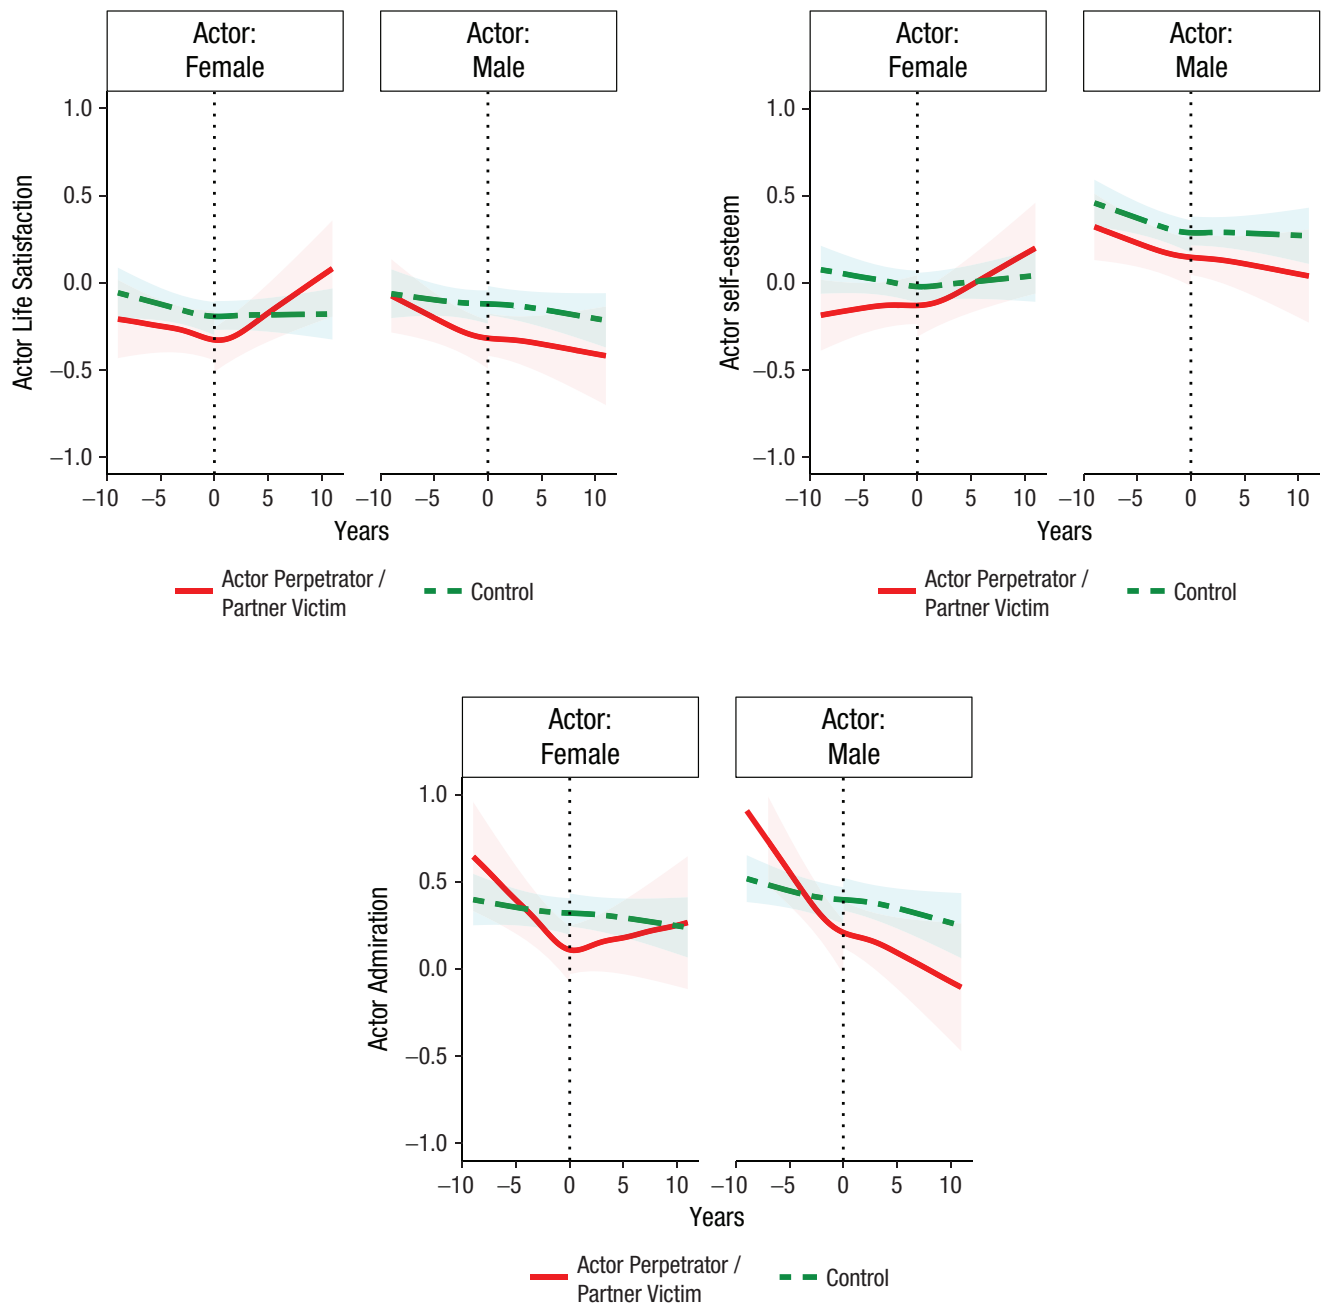 Actor:
Female
Actor:
Male
1.0
0.5
0.0
−0.5
−1.0
Actor Life Satisfaction
−10 −5 0 5 10 −10 −5 0 5 10
Years
Actor Perpetrator /
Partner Victim
Control
Actor:
Female
Actor:
Male
1.0
0.5
0.0
−0.5
−1.0
Actor self-esteem
−10 −5 0 5 10 −10 −5 0 5 10
Years
Actor Perpetrator /
Partner Victim
Control
Actor:
Female
Actor:
Male
1.0
0.5
0.0
−0.5
−1.0
Actor Admiration
−10 −5 0 5 10 −10 −5 0 5 10
Years
Actor Perpetrator /
Partner Victim
Control